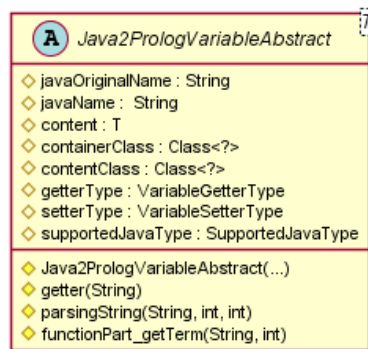 A Java2PrologVariableAbstract
T
javaOriginalName : String
javaName : String
content : T
containerClass : Class<?>
contentClass : Class<?>
getterType : VariableGetterType
setterType : VariableSetterType
supportedJavaType : SupportedJavaType
Java2PrologVariableAbstract(...)
getter(String)
parsingString(String, int, int)
functionPart_getTerm(String, int)